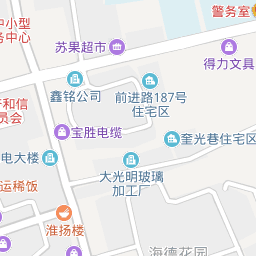 中小型
务中心
警务室
苏果超市
得力文具
鑫铭公司
前进路187号
住宅区
和信
员会
宝胜电缆
奎光巷住宅区
电大楼
大光明玻璃
加工厂
运稀饭
淮扬楼
海德花园